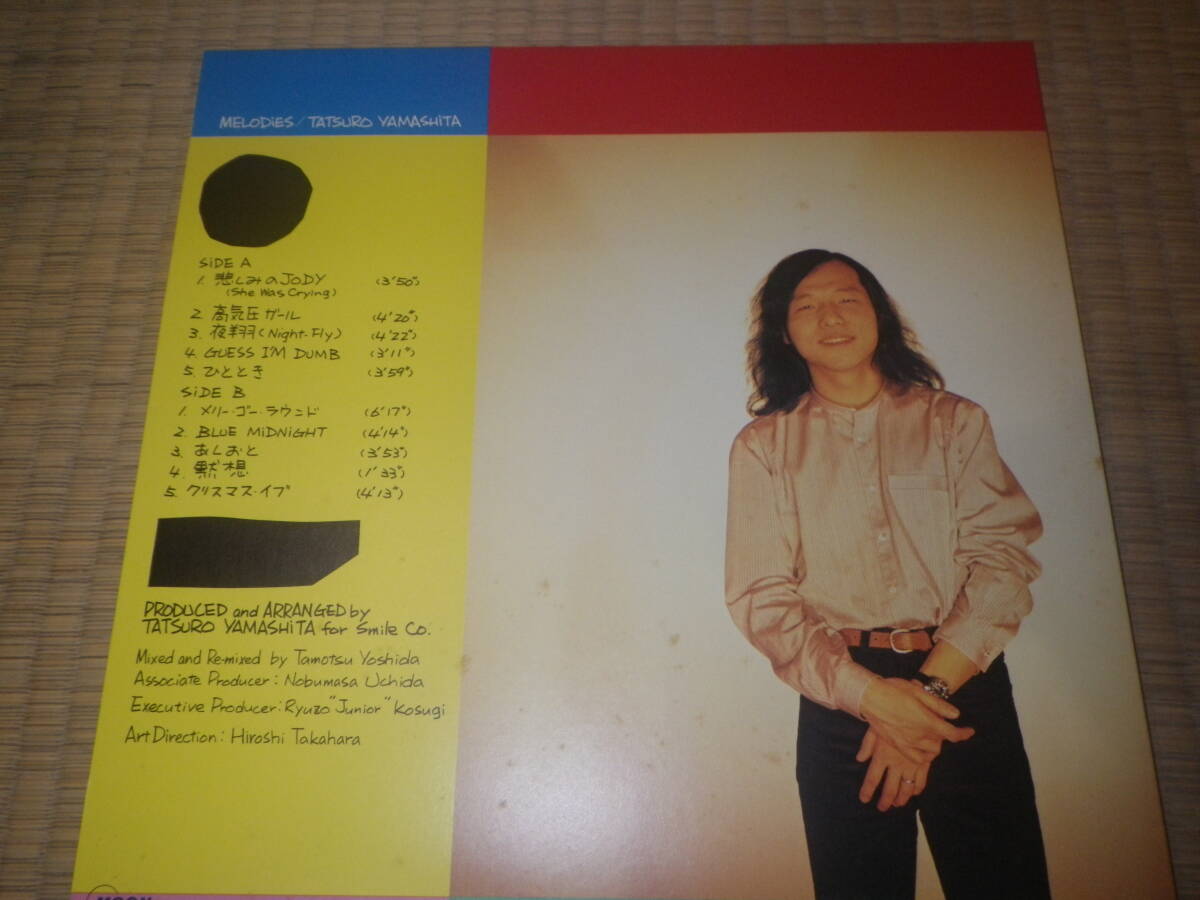 MELODiES / TATSURO YAMASHiTA
SiDE A
1. 悲しみのJODY (3'50")
(She Was Crying)
2. 高気圧ガール (4'20")
3. 夜翔 (Night-Fly) (4'22")
4. GUESS I'M DUMB (3'11")
5. ひととき (3'59")
SiDE B
1. メリー・ゴー・ラウンド (6'17")
2. BLUE MiDNiGHT (4'14")
3. あしおと (3'53")
4. 黙想 (1'33")
5. クリスマス・イブ (4'13")
PRODUCED and ARRANGED by
TATSURO YAMASHiTA for Smile Co.
Mixed and Re-mixed by Tamotsu Yoshida
Associate Producer : Nobumasa Uchida
Executive Producer : Ryuzo "Junior" Kosugi
Art Direction : Hiroshi Takahara
MOON